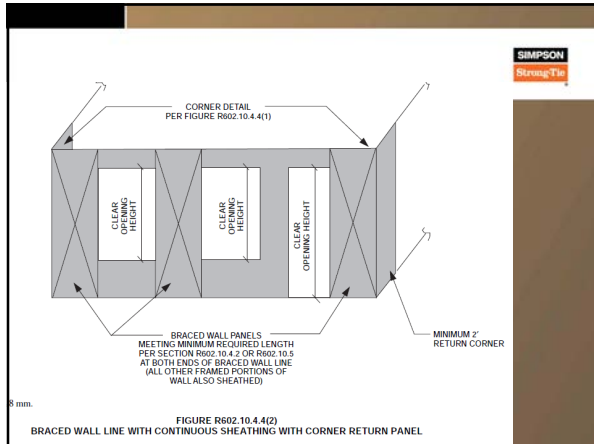 SIMPSON
Strong-Tie
®
CORNER DETAIL
PER FIGURE R602.10.4.4(1)
CLEAR
OPENING
HEIGHT
CLEAR
OPENING
HEIGHT
CLEAR
OPENING HEIGHT
BRACED WALL PANELS
MEETING MINIMUM REQUIRED LENGTH
PER SECTION R602.10.4.2 OR R602.10.5
AT BOTH ENDS OF BRACED WALL LINE
(ALL OTHER FRAMED PORTIONS OF
WALL ALSO SHEATHED)
MINIMUM 2'
RETURN CORNER
8 mm.
FIGURE R602.10.4.4(2)
BRACED WALL LINE WITH CONTINUOUS SHEATHING WITH CORNER RETURN PANEL